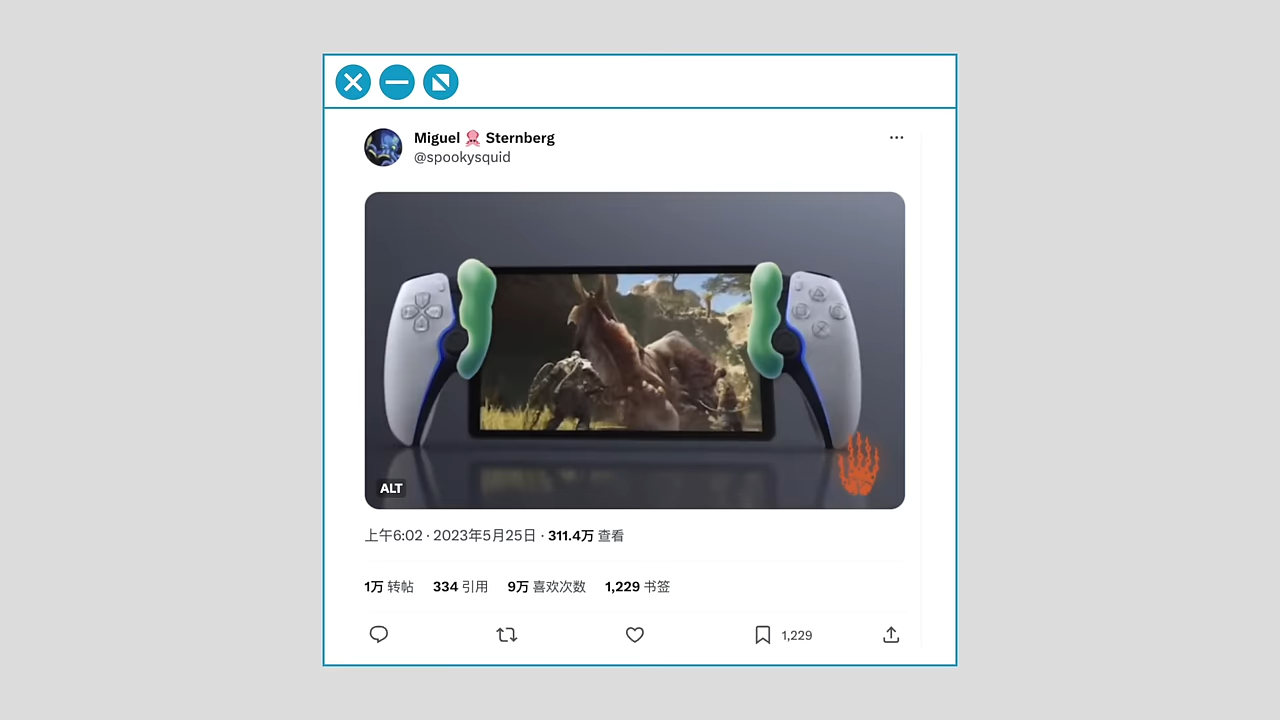 Miguel Sternberg
@spookysquid
ALT
上午6:02 · 2023年5月25日 · 311.4万 查看
1万 转帖 334 引用 9万 喜欢次数 1,229 书签
1,229